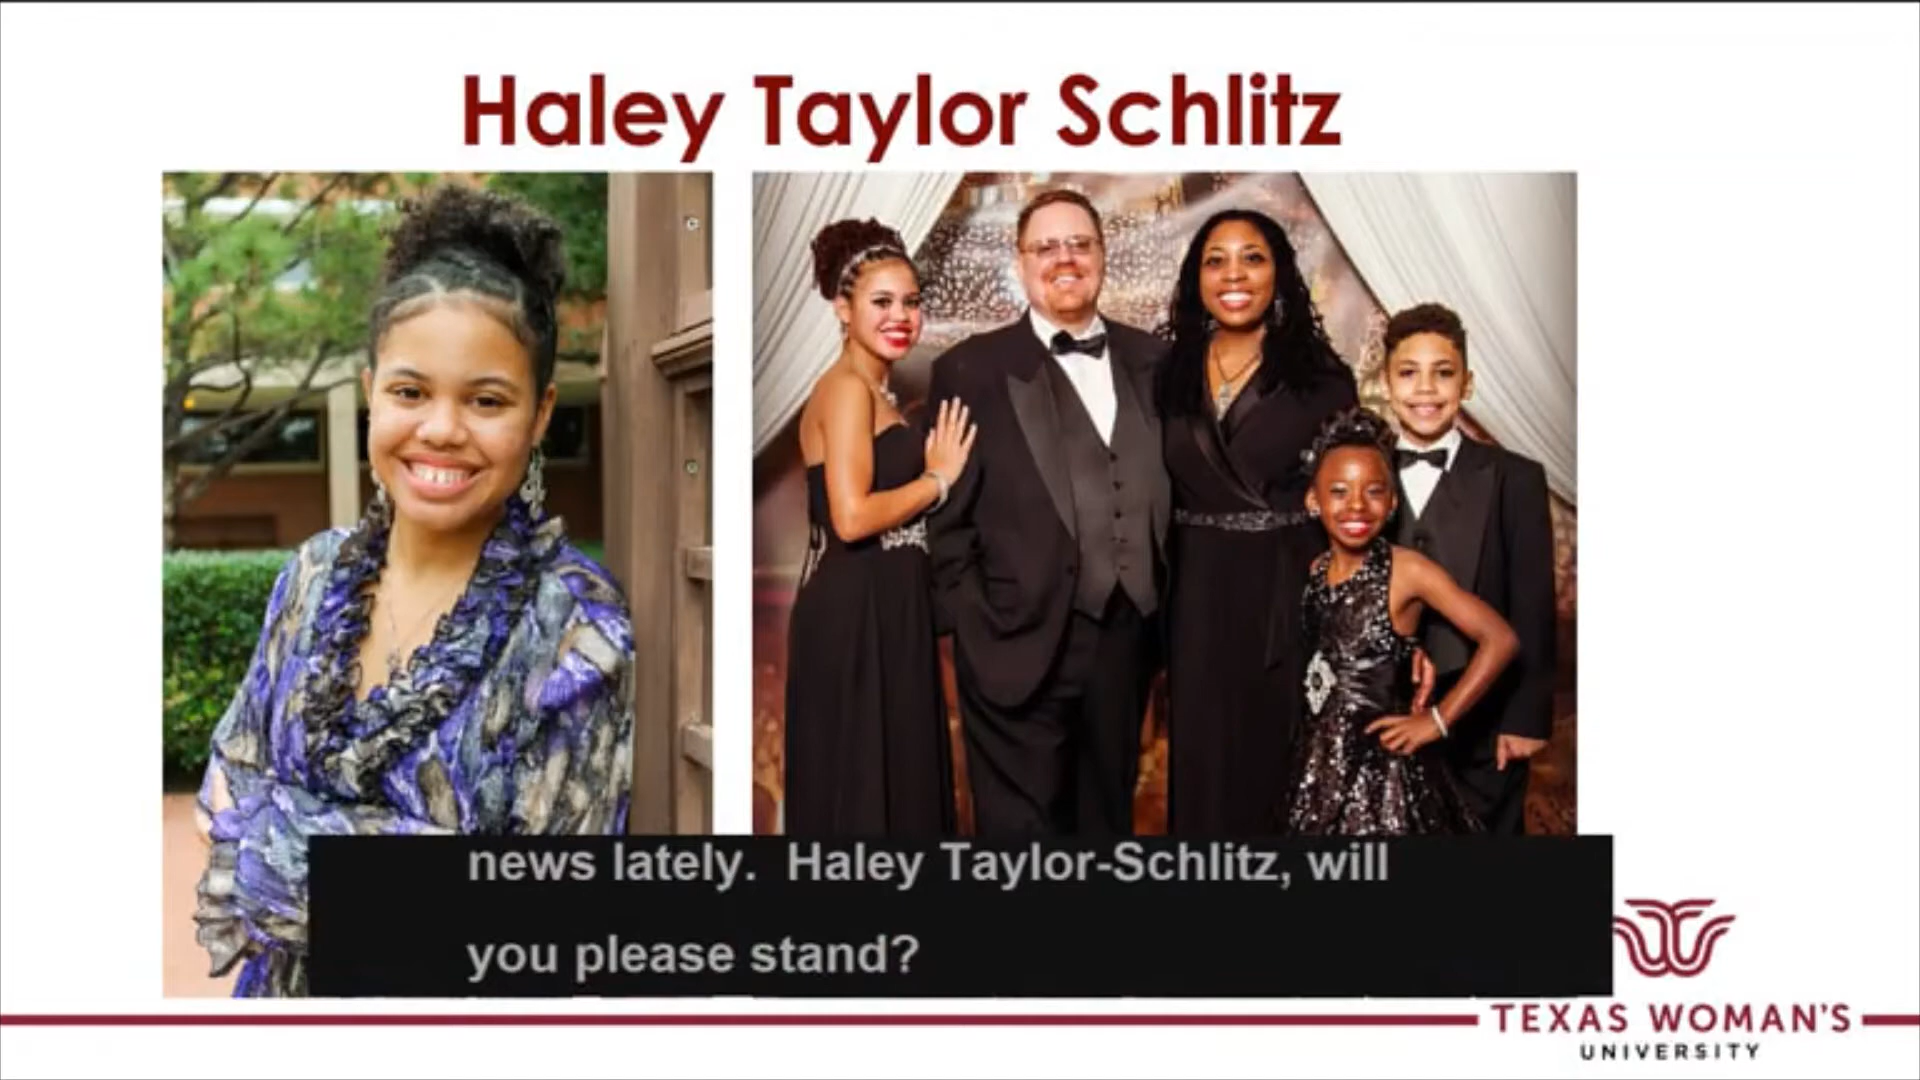 Haley Taylor Schlitz
news lately.  Haley Taylor-Schlitz, will
you please stand?
TEXAS WOMAN'S
UNIVERSITY